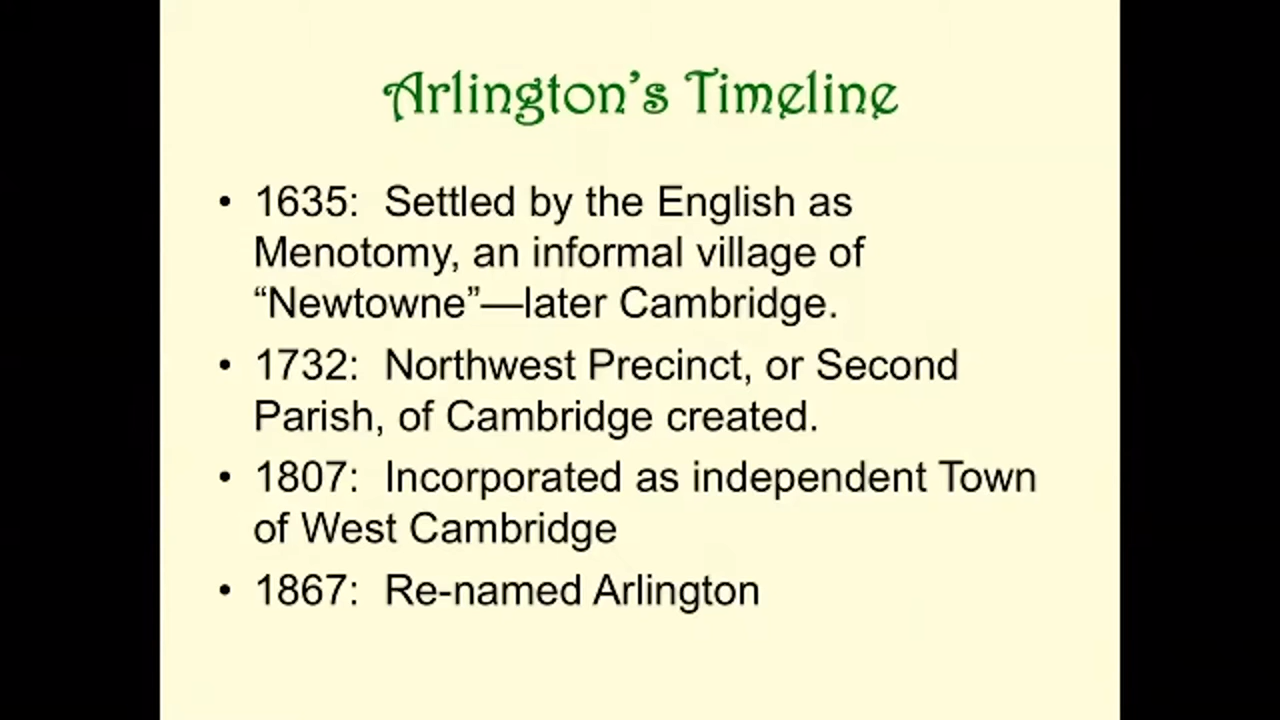 Arlington’s Timeline
• 1635:  Settled by the English as
Menotomy, an informal village of
“Newtowne”—later Cambridge.
• 1732:  Northwest Precinct, or Second
Parish, of Cambridge created.
• 1807:  Incorporated as independent Town
of West Cambridge
• 1867:  Re-named Arlington